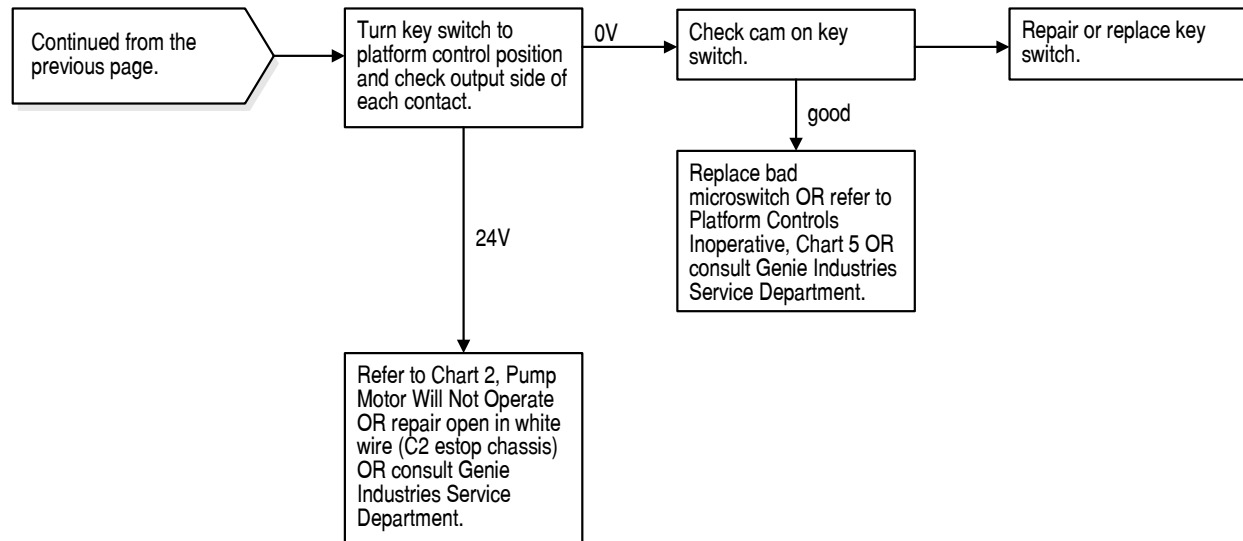 Continued from the
previous page.
Turn key switch to
platform control position
and check output side of
each contact.
0V
Check cam on key
switch.
Repair or replace key
switch.
good
Replace bad
microswitch OR refer to
Platform Controls
Inoperative, Chart 5 OR
consult Genie Industries
Service Department.
24V
Refer to Chart 2, Pump
Motor Will Not Operate
OR repair open in white
wire (C2 estop chassis)
OR consult Genie
Industries Service
Department.